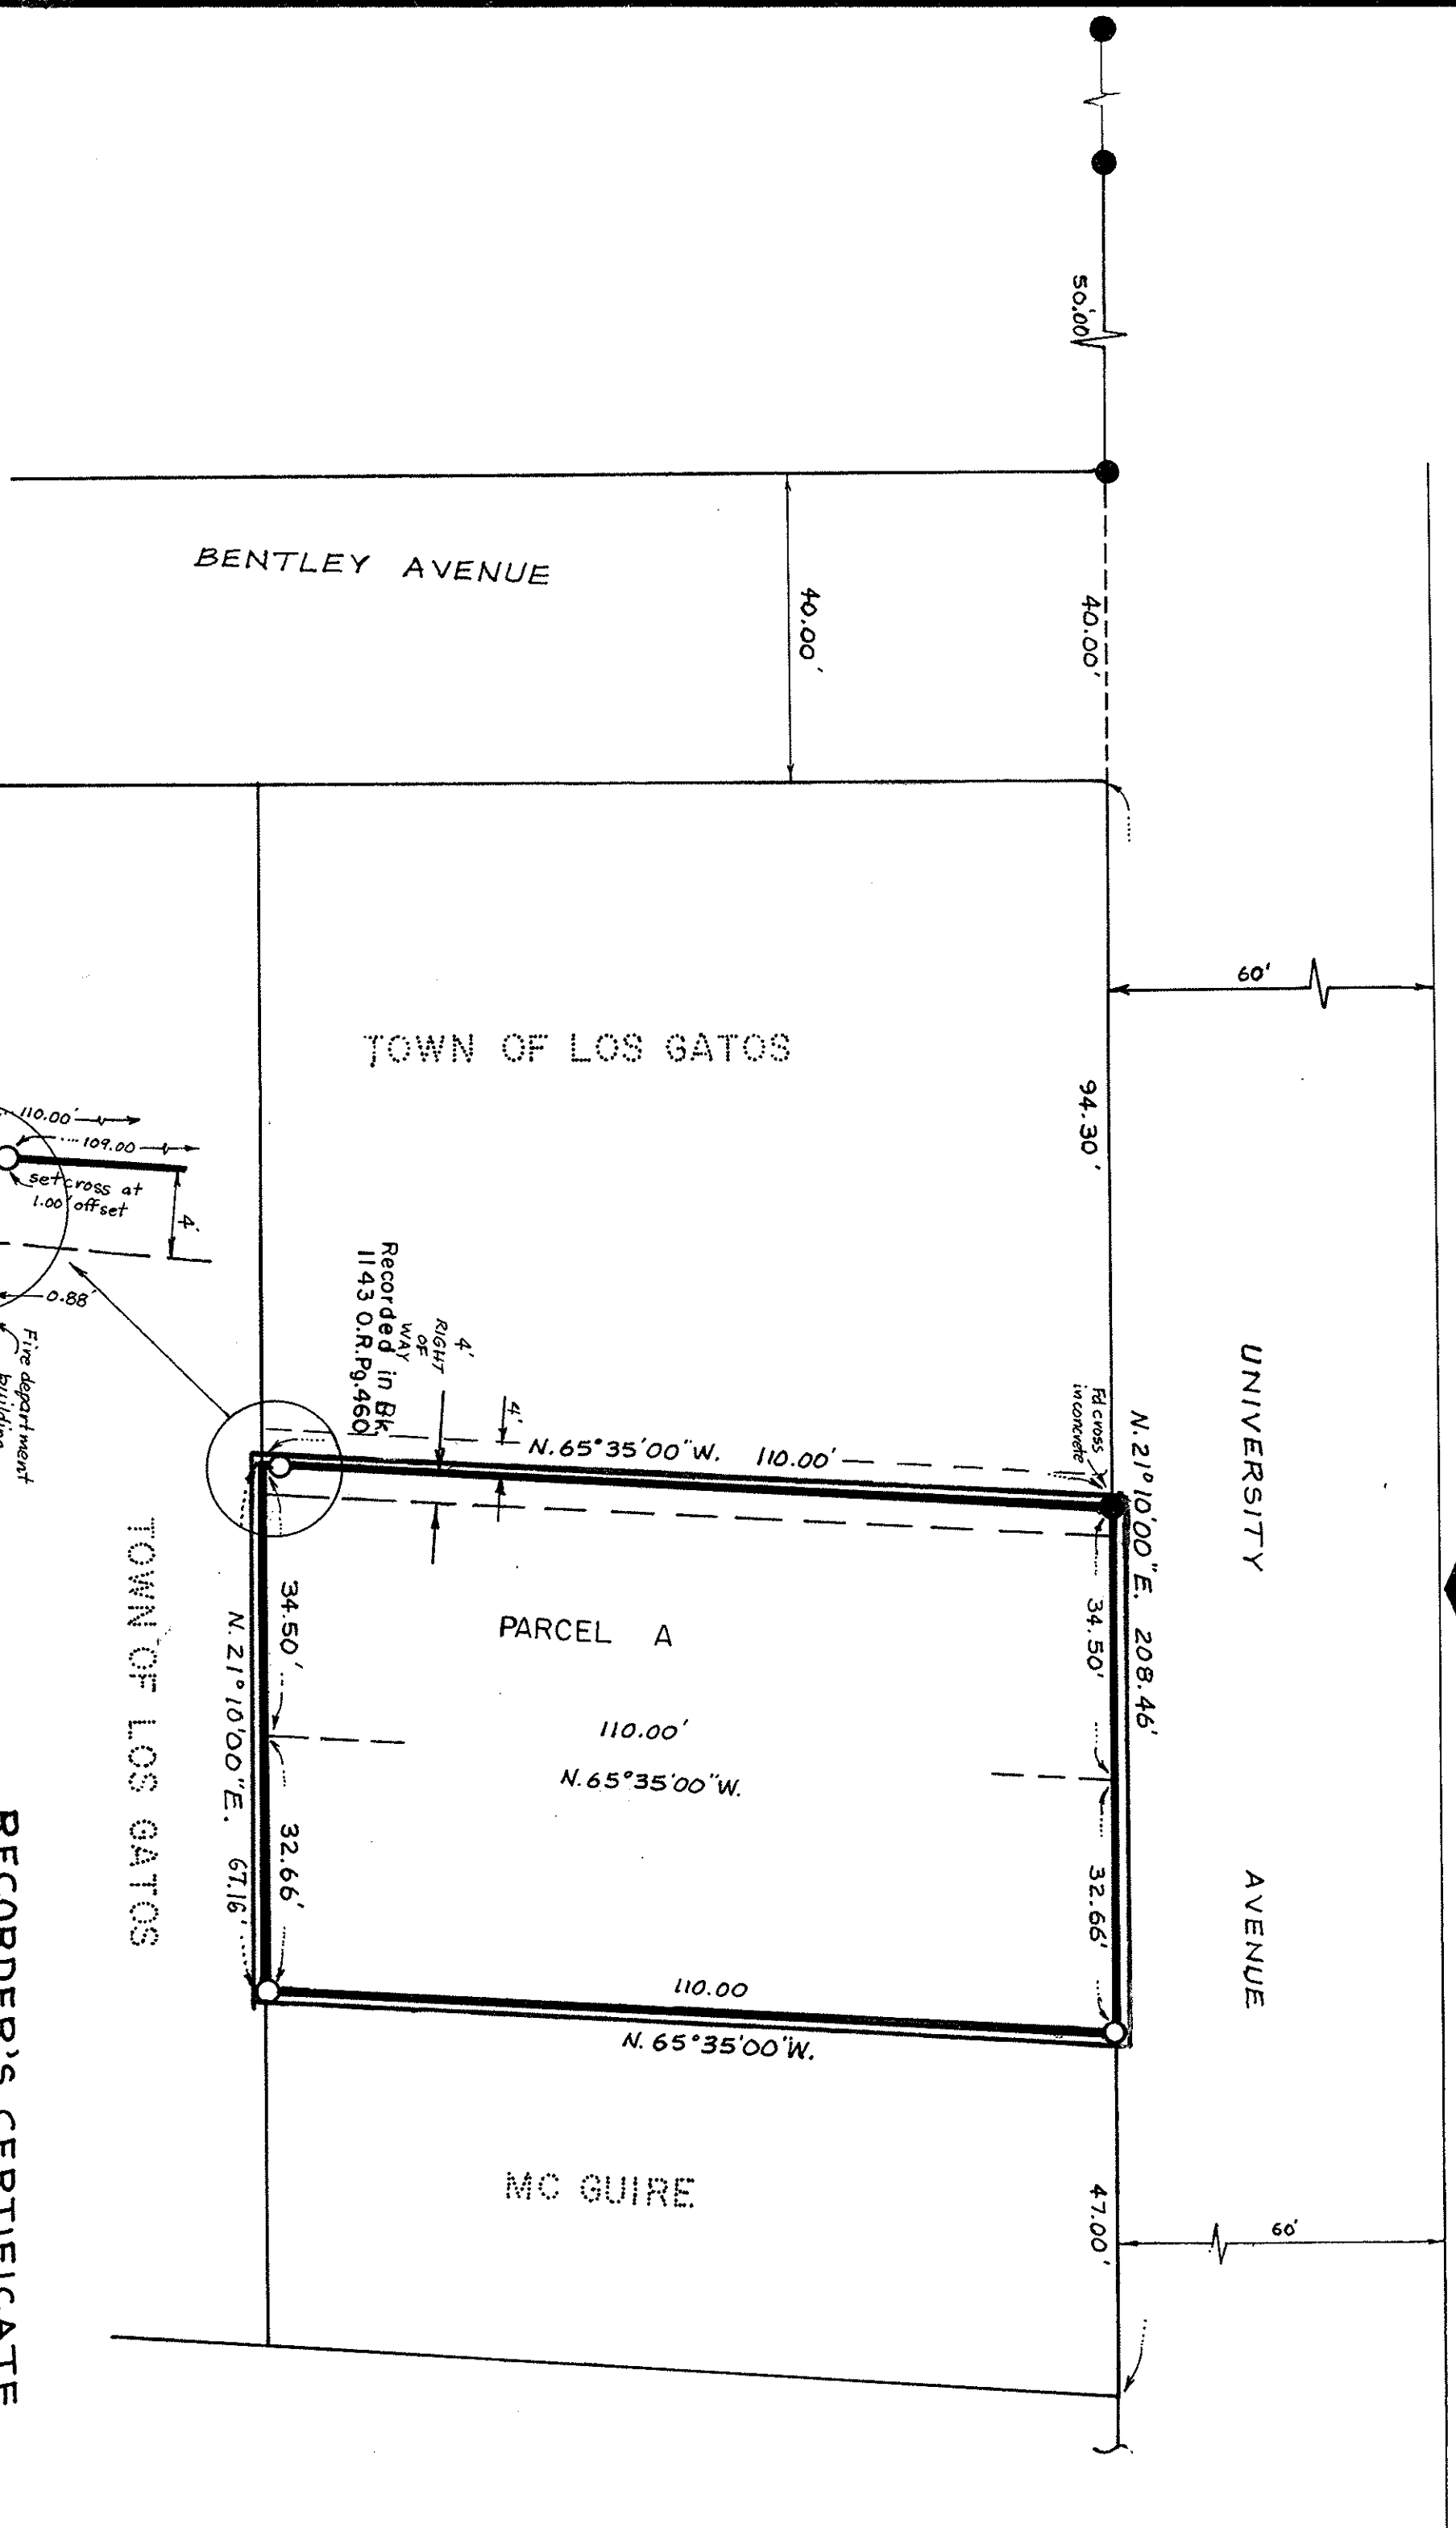 50.00'
BENTLEY AVENUE
40.00'
40.00'
60'
TOWN OF LOS GATOS
94.30'
110.00'
109.00
set cross at
1.00' offset
4'
0.88'
Fire department
building
Recorded in Bk.
1143 O.R.Pg.460
4'
RIGHT
OF
WAY
4'
N.65°35'00"W. 110.00'
Fd cross
in concrete
UNIVERSITY AVENUE
N.21°10'00"E. 208.46'
34.50'
34.50'
PARCEL A
110.00'
N.65°35'00"W.
TOWN OF LOS GATOS
N.21°10'00"E. 67.16'
32.66'
32.66'
110.00
N.65°35'00"W.
MC GUIRE
47.00'
60'
RECORDER'S CERTIFICATE